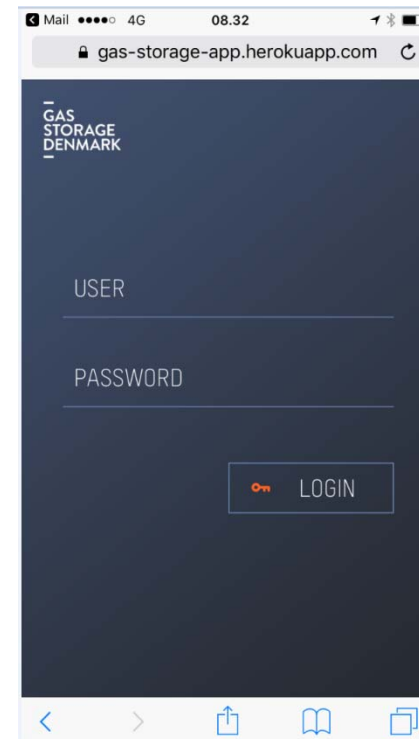 Mail 4G 08.32
gas-storage-app.herokuapp.com
GAS
STORAGE
DENMARK
USER
PASSWORD
LOGIN